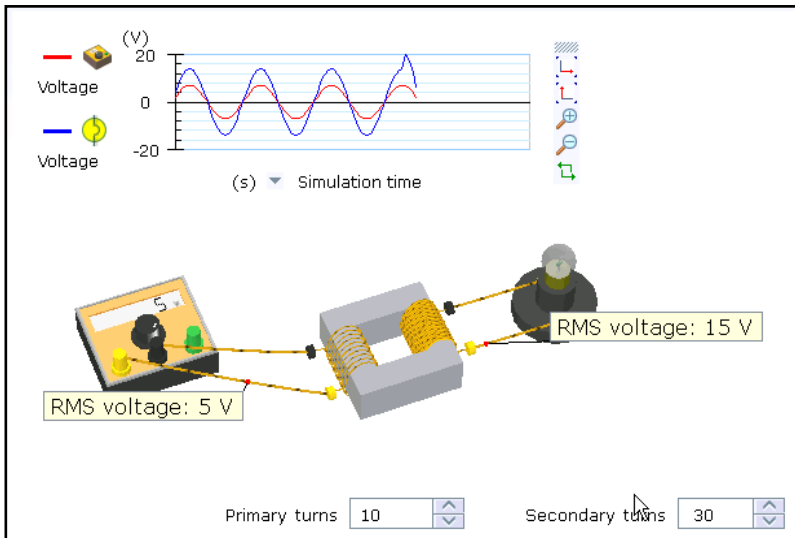 (V)
20
Voltage
0
Voltage
-20
(s) Simulation time
5 V
RMS voltage: 15 V
RMS voltage: 5 V
Primary turns 10
Secondary turns 30